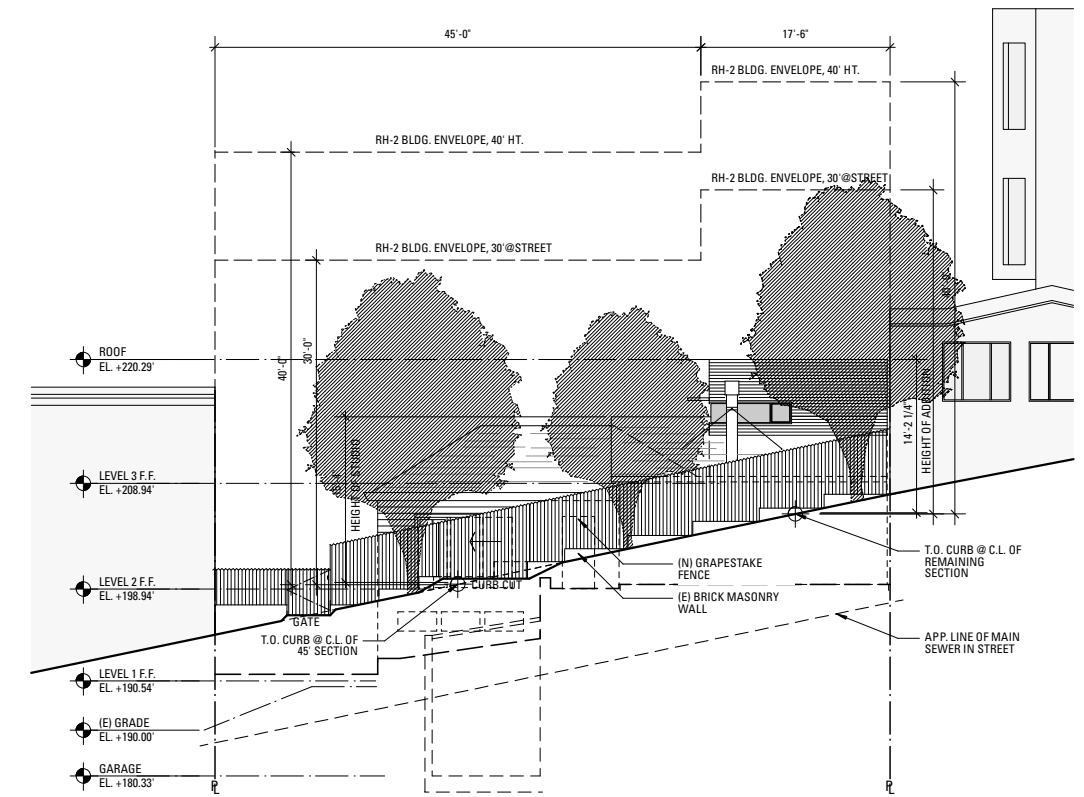 45'-0"
17'-6"
RH-2 BLDG. ENVELOPE, 40' HT.
RH-2 BLDG. ENVELOPE, 40' HT.
RH-2 BLDG. ENVELOPE, 30'@STREET
RH-2 BLDG. ENVELOPE, 30'@STREET
40'-0"
30'-0"
40'-0"
ROOF
EL. +220.29'
14'-2 1/4"
HEIGHT OF ADDITION
HEIGHT OF STUDIO
LEVEL 3 F.F.
EL. +208.94'
(N) GRAPESTAKE
FENCE
T.O. CURB @ C.L. OF
REMAINING
SECTION
LEVEL 2 F.F.
EL. +198.94'
CURB CUT
(E) BRICK MASONRY
WALL
GATE
T.O. CURB @ C.L. OF
45' SECTION
APP. LINE OF MAIN
SEWER IN STREET
LEVEL 1 F.F.
EL. +190.54'
(E) GRADE
EL. +190.00'
GARAGE
EL. +180.33'
PL
PL